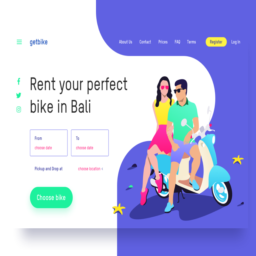 getbike
About Us Contact Prices FAQ Terms Register Log In
Rent your perfect
bike in Bali
From To
choose date choose date
Pickup and Drop at choose location
Choose bike